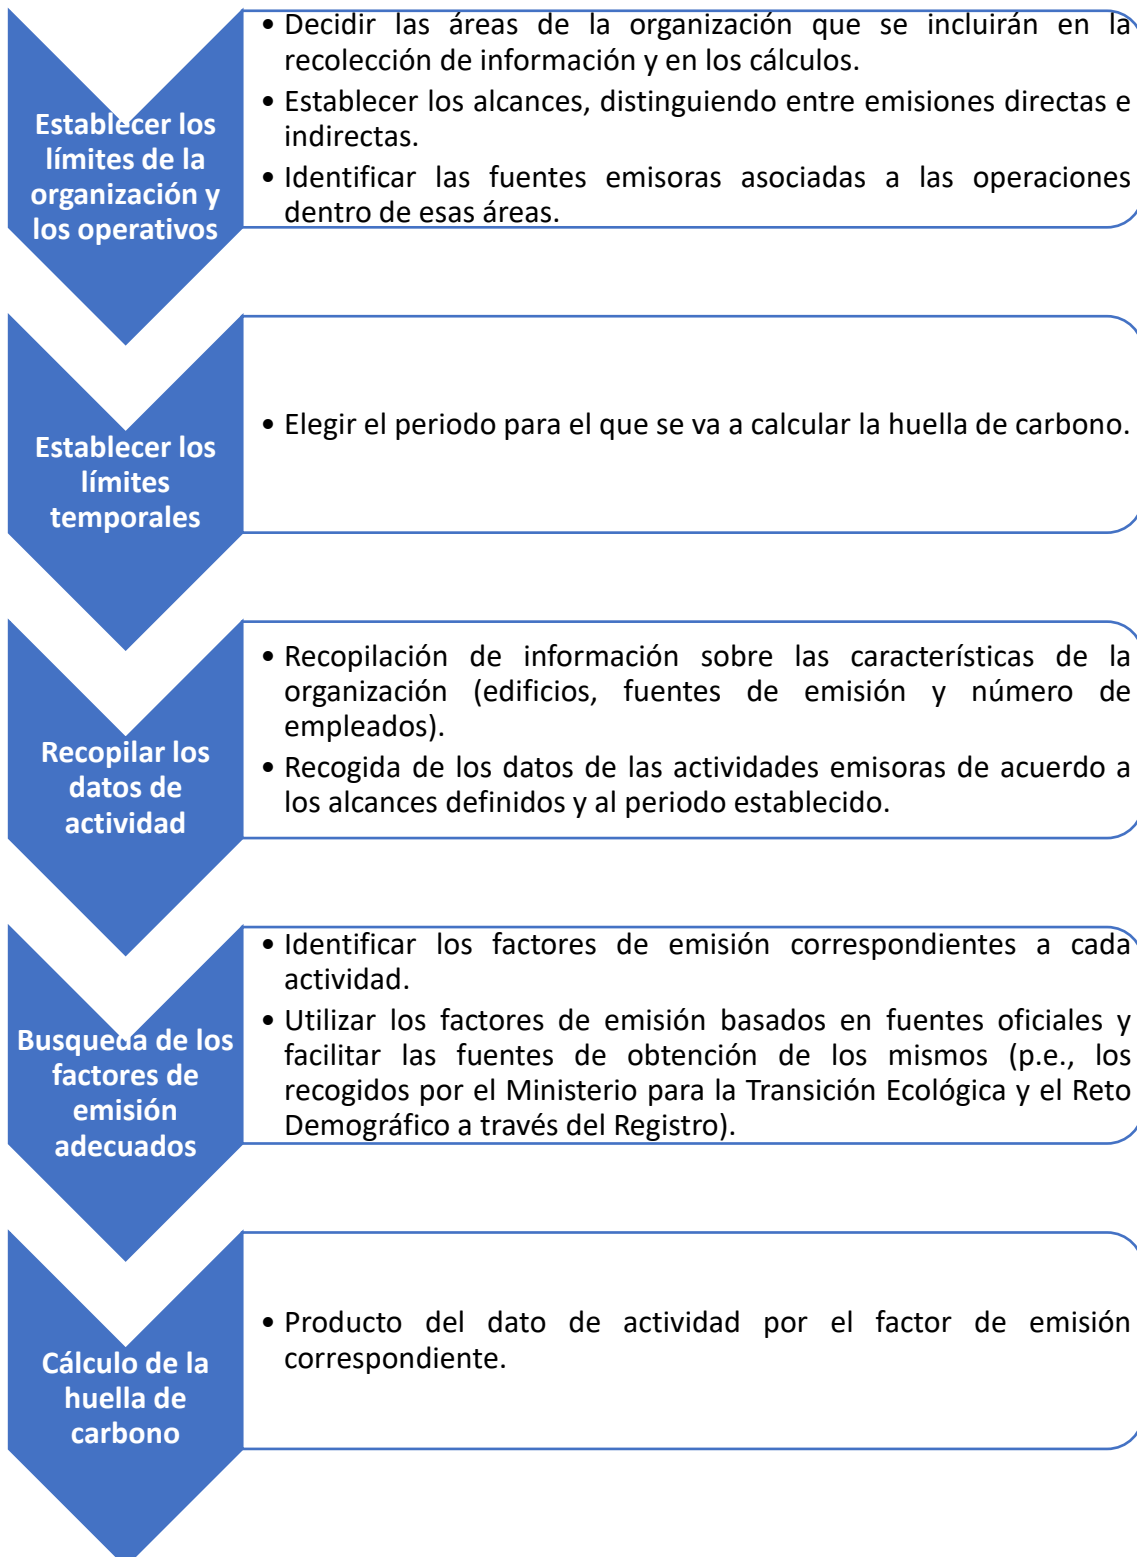 Establecer los
límites de la
organización y
los operativos
• Decidir las áreas de la organización que se incluirán en la
recolección de información y en los cálculos.
• Establecer los alcances, distinguiendo entre emisiones directas e
indirectas.
• Identificar las fuentes emisoras asociadas a las operaciones
dentro de esas áreas.
Establecer los
límites
temporales
• Elegir el periodo para el que se va a calcular la huella de carbono.
Recopilar los
datos de
actividad
• Recopilación de información sobre las características de la
organización (edificios, fuentes de emisión y número de
empleados).
• Recogida de los datos de las actividades emisoras de acuerdo a
los alcances definidos y al periodo establecido.
Busqueda de los
factores de
emisión
adecuados
• Identificar los factores de emisión correspondientes a cada
actividad.
• Utilizar los factores de emisión basados en fuentes oficiales y
facilitar las fuentes de obtención de los mismos (p.e., los
recogidos por el Ministerio para la Transición Ecológica y el Reto
Demográfico a través del Registro).
Cálculo de la
huella de
carbono
• Producto del dato de actividad por el factor de emisión
correspondiente.